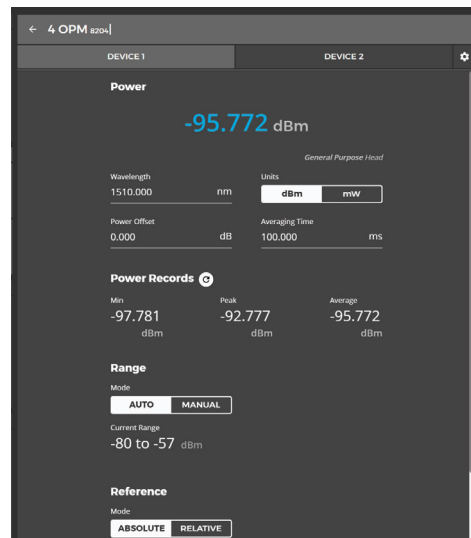 ← 4 OPM 8204|
DEVICE 1 DEVICE 2
Power
-95.772 dBm
General Purpose Head
Wavelength Units
1510.000 nm dBm mW
Power Offset Averaging Time
0.000 dB 100.000 ms
Power Records
Min Peak Average
-97.781 -92.777 -95.772
dBm dBm dBm
Range
Mode
AUTO MANUAL
Current Range
-80 to -57 dBm
Reference
Mode
ABSOLUTE RELATIVE